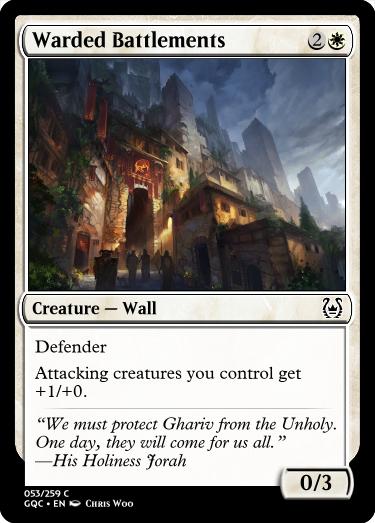 Warded Battlements 2
Creature — Wall
Defender
Attacking creatures you control get
+1/+0.
“We must protect Ghariv from the Unholy.
One day, they will come for us all.”
—His Holiness Jorah
0/3
053/259 C
GQC • EN Chris Woo